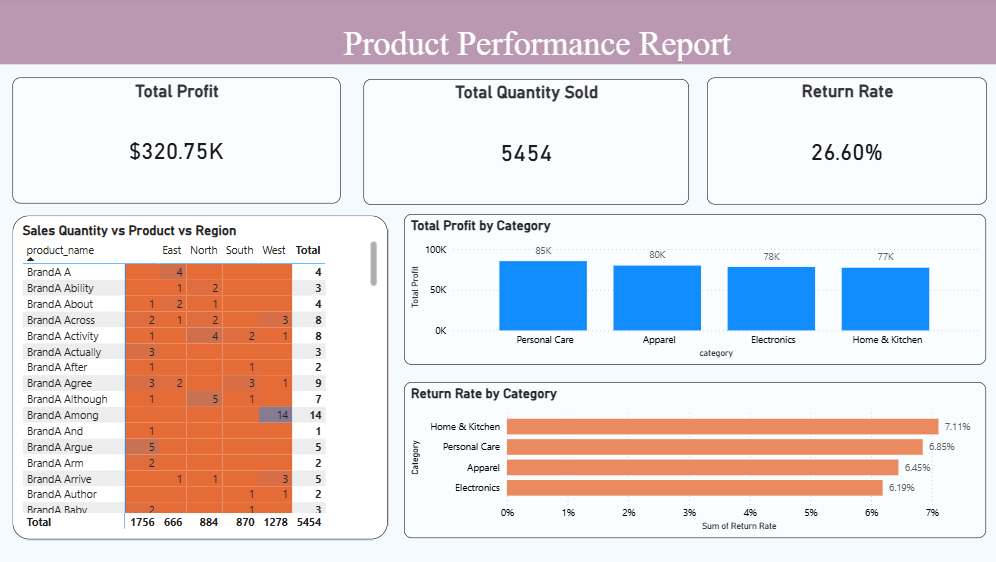 Product Performance Report
Total Profit
$320.75K
Total Quantity Sold
5454
Return Rate
26.60%
Sales Quantity vs Product vs Region
product_name East North South West Total
BrandA A 4 4
BrandA Ability 1 2 3
BrandA About 1 2 1 4
BrandA Across 2 1 2 3 8
BrandA Activity 1 4 2 1 8
BrandA Actually 3 3
BrandA After 1 1 2
BrandA Agree 3 2 3 1 9
BrandA Although 1 5 1 7
BrandA Among 14 14
BrandA And 1 1
BrandA Argue 5 5
BrandA Arm 2 2
BrandA Arrive 1 1 3 5
BrandA Author 1 1 2
BrandA Baby 2 1 3
Total 1756 666 884 870 1278 5454
Total Profit by Category
Total Profit
100K
50K
0K
85K 80K 78K 77K
Personal Care Apparel Electronics Home & Kitchen
category
Return Rate by Category
Category
Home & Kitchen 7.11%
Personal Care 6.85%
Apparel 6.45%
Electronics 6.19%
0% 1% 2% 3% 4% 5% 6% 7%
Sum of Return Rate